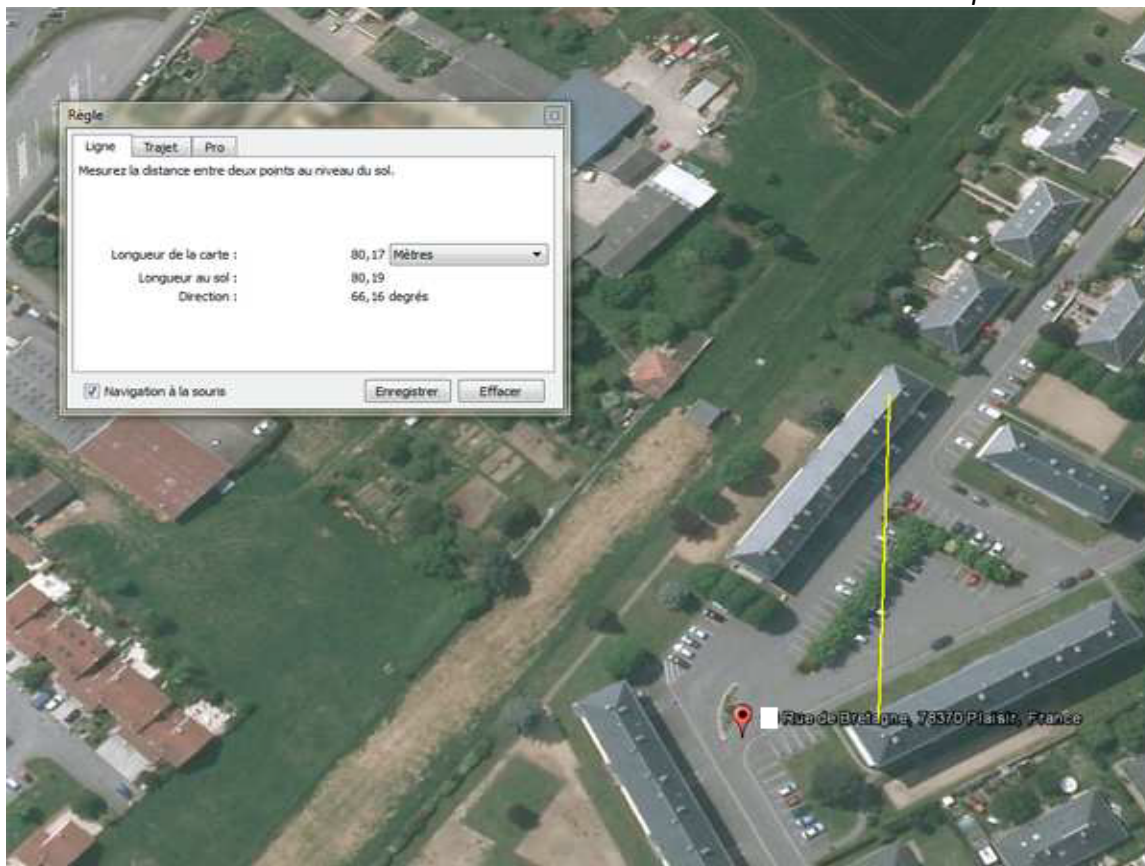 Règle
Ligne Trajet Pro
Mesurez la distance entre deux points au niveau du sol.
Longueur de la carte : 80,17 Mètres
Longueur au sol : 80,19
Direction : 66,16 degrés
Navigation à la souris Enregistrer Effacer
Rue de Bretagne, 78370 Plaisir, France